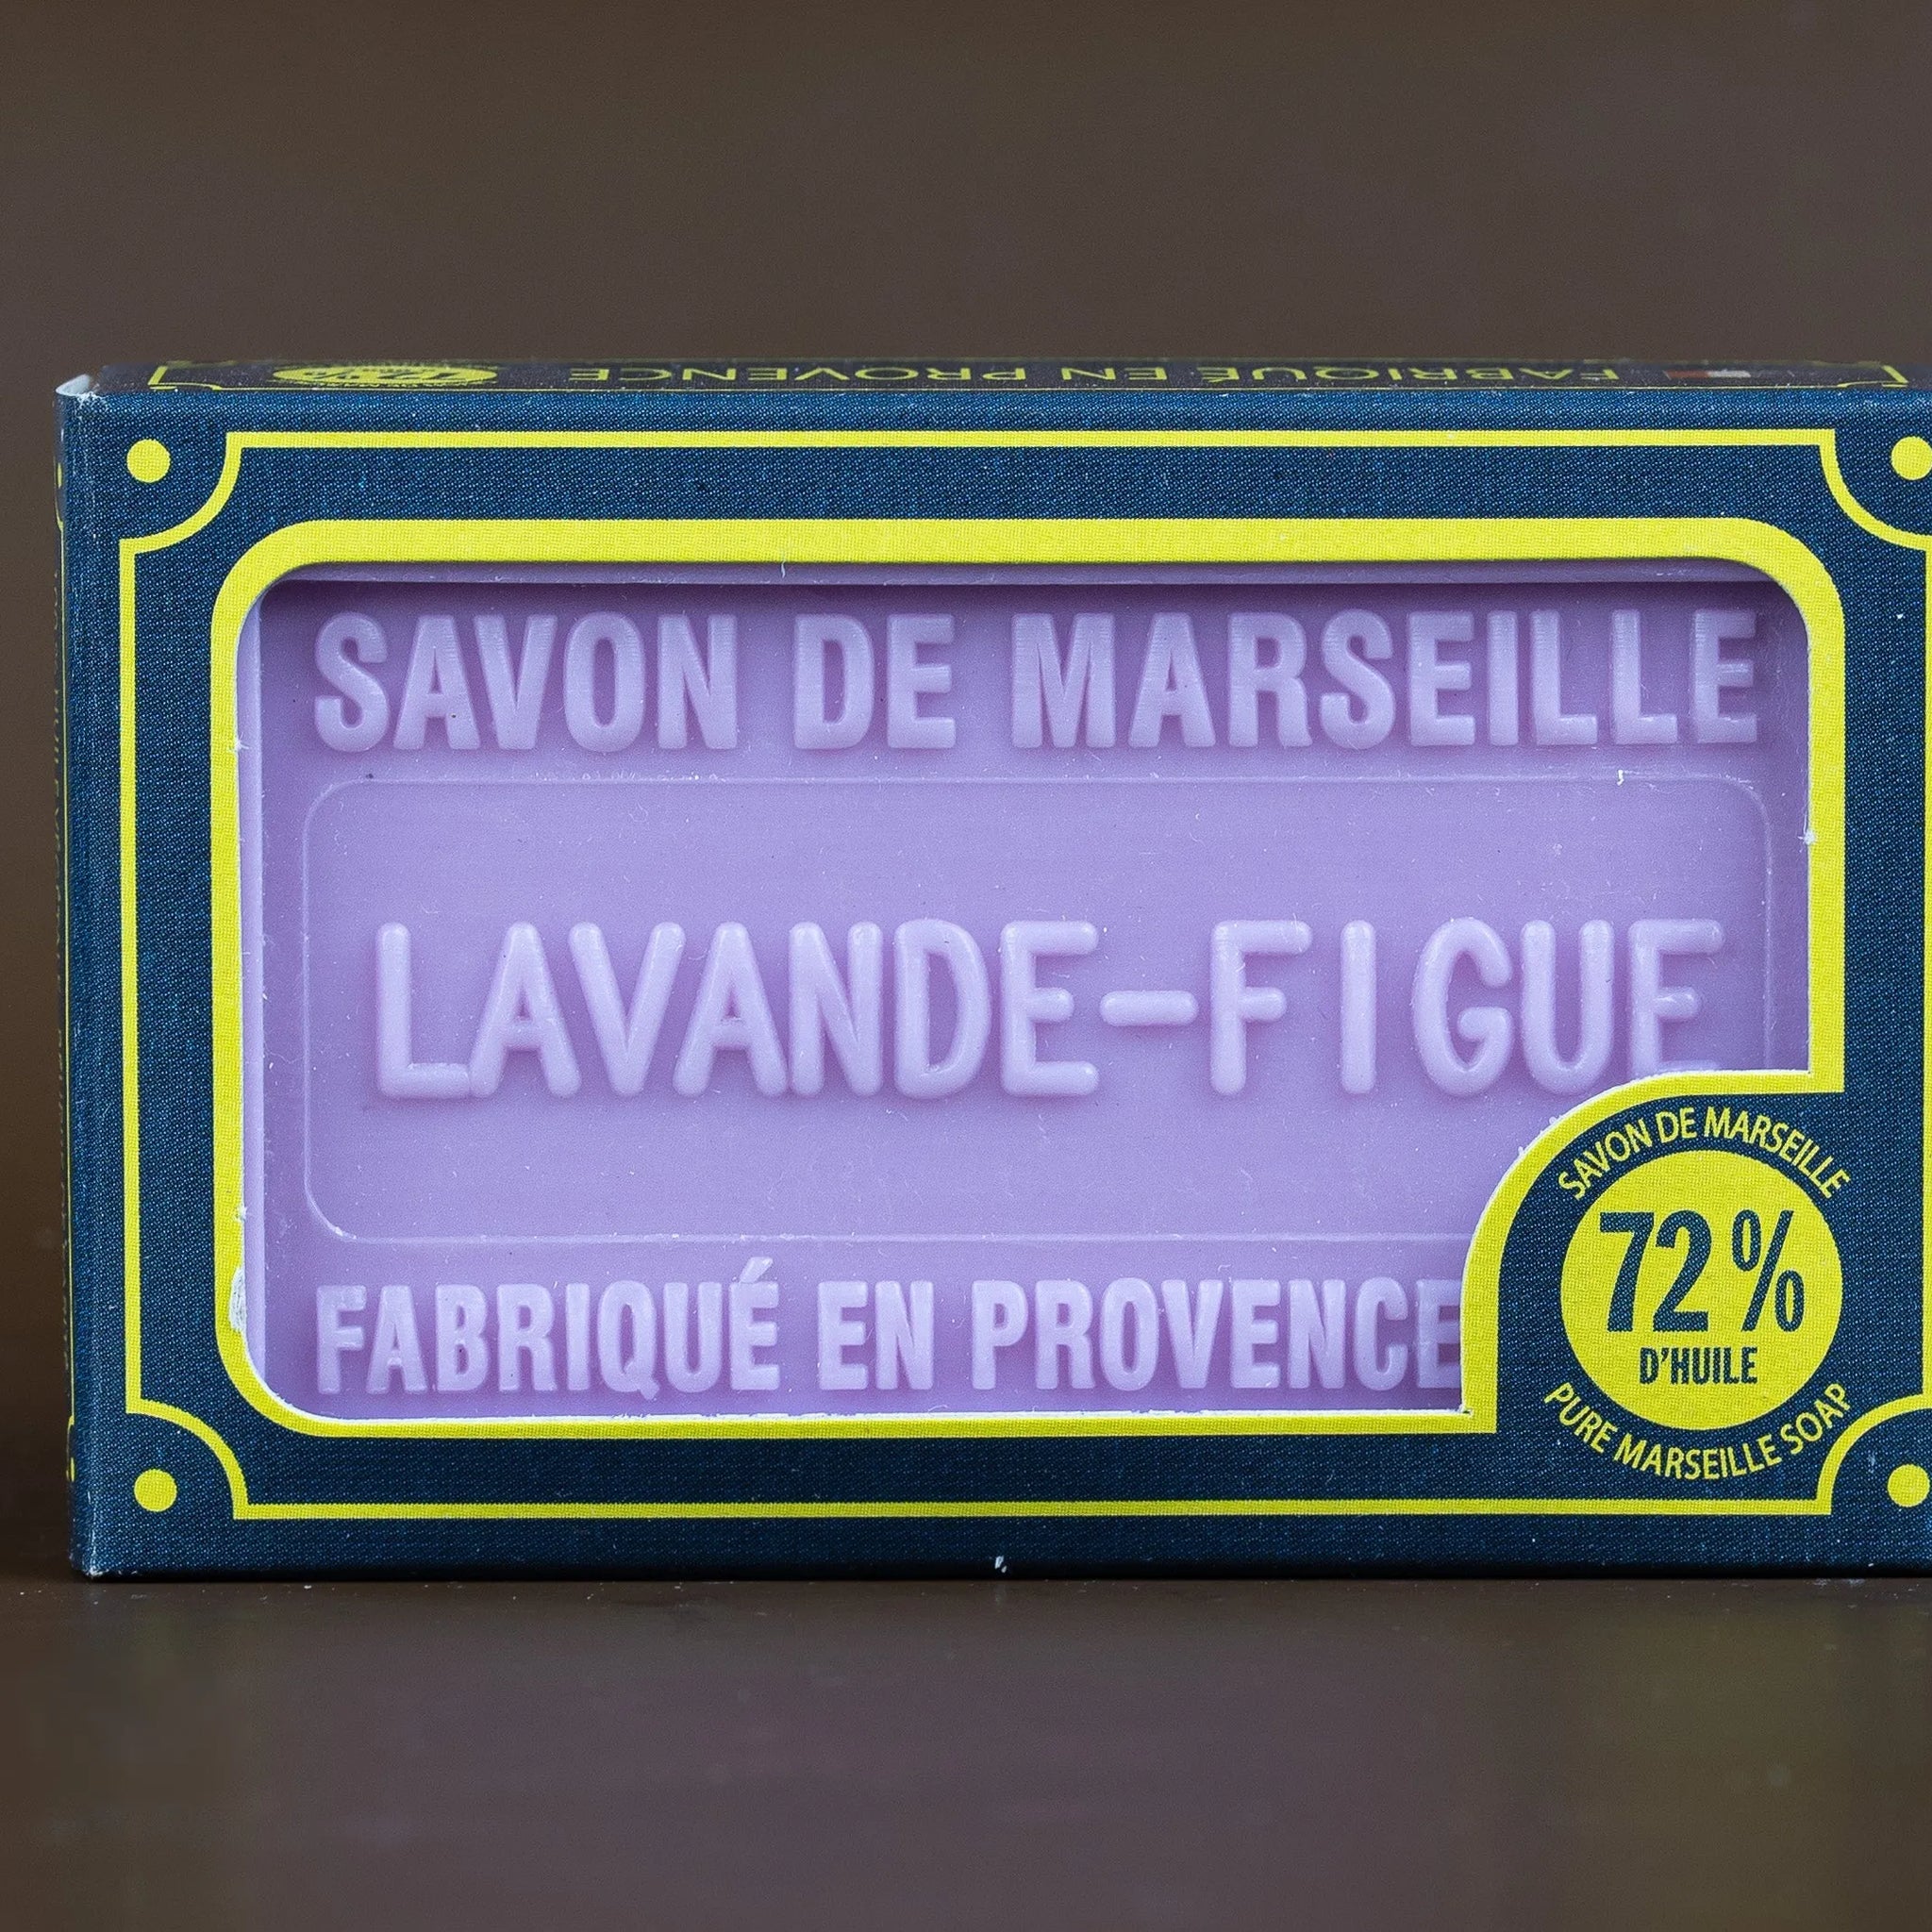 FABRIQUÉ EN PROVENCE
SAVON DE MARSEILLE
LAVANDE-FIGUE
FABRIQUÉ EN PROVENCE
SAVON DE MARSEILLE
72%
D'HUILE
PURE MARSEILLE SOAP